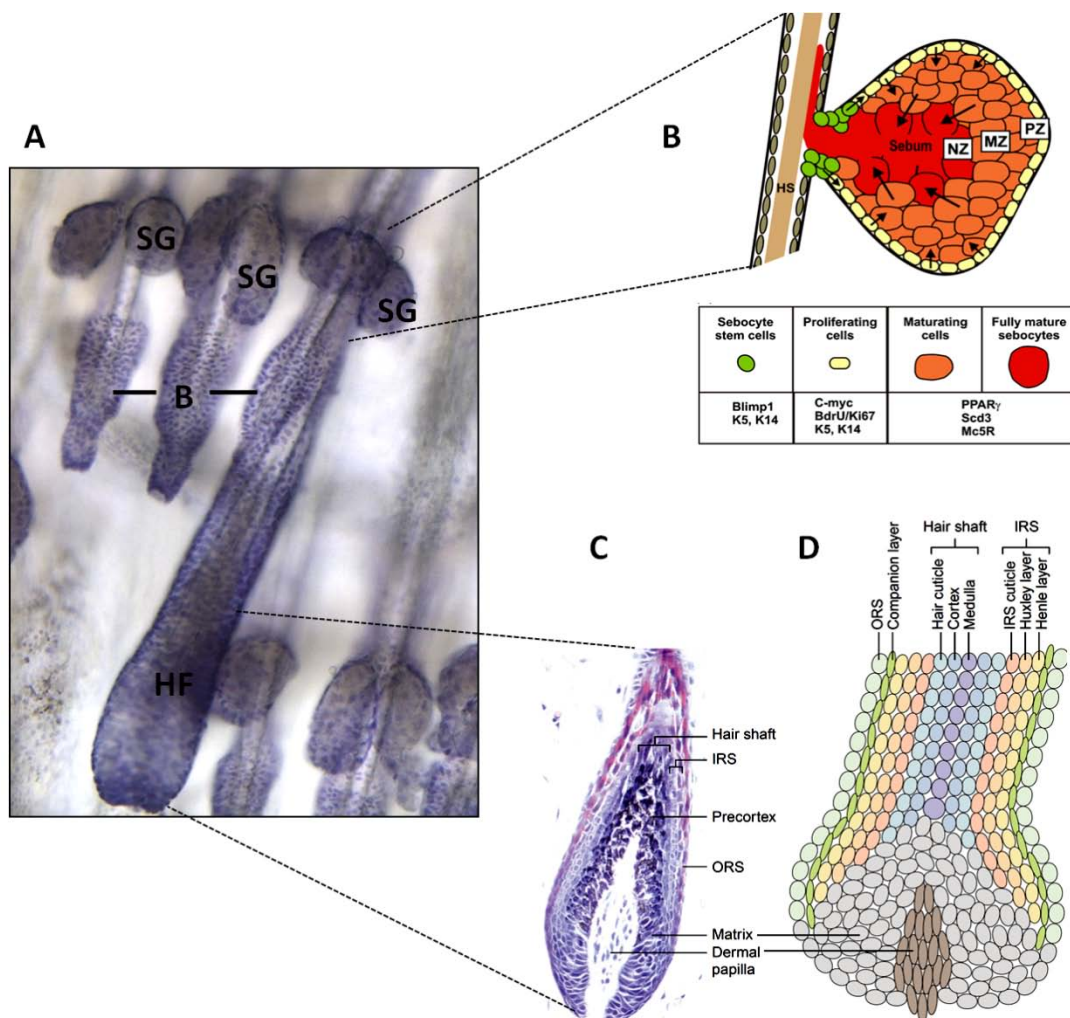 A
SG
SG
SG
B
HF
B
HS
Sebum
NZ
MZ
PZ
Sebocyte
stem cells
Proliferating
cells
Maturating
cells
Fully mature
sebocytes
Blimp1
K5, K14
C-myc
BdrU/Ki67
K5, K14
PPARγ
Scd3
Mc5R
C
Hair shaft
IRS
Precortex
ORS
Matrix
Dermal
papilla
D
Hair shaft
IRS
ORS
Companion layer
Hair cuticle
Cortex
Medulla
IRS cuticle
Huxley layer
Henle layer